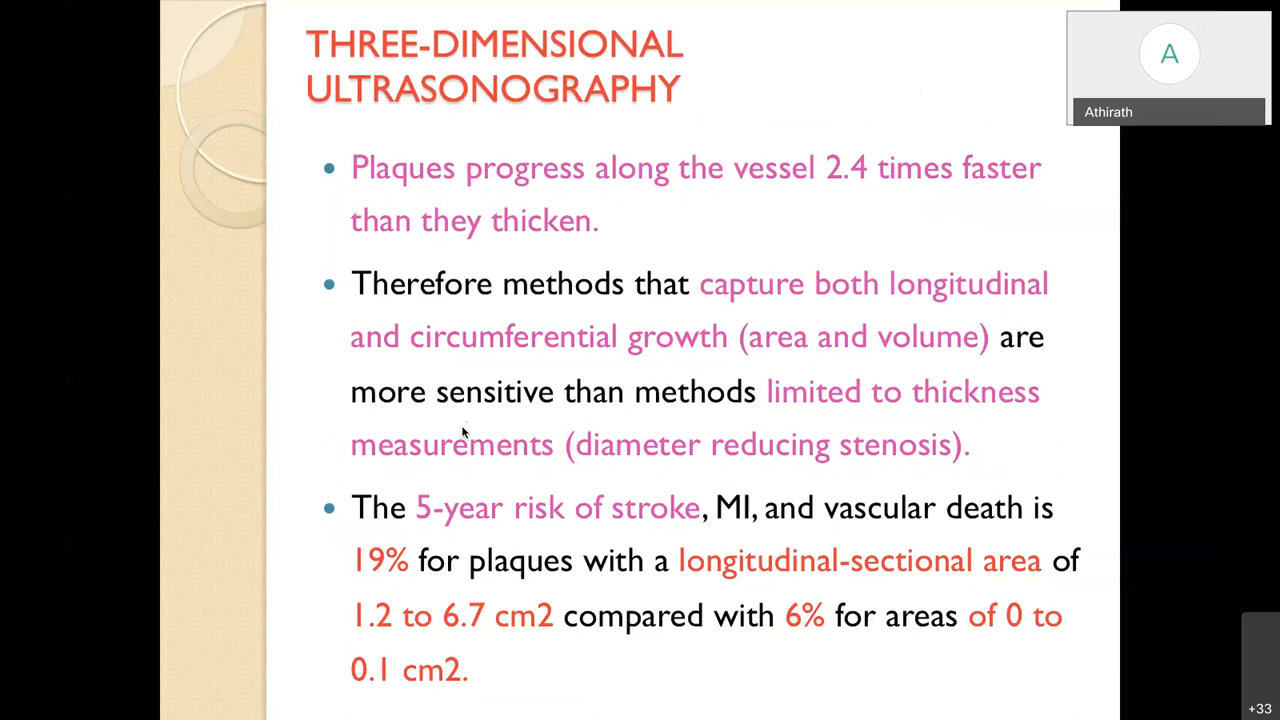 THREE-DIMENSIONAL
ULTRASONOGRAPHY
A
Athirath
• Plaques progress along the vessel 2.4 times faster
than they thicken.
• Therefore methods that capture both longitudinal
and circumferential growth (area and volume) are
more sensitive than methods limited to thickness
measurements (diameter reducing stenosis).
• The 5-year risk of stroke, MI, and vascular death is
19% for plaques with a longitudinal-sectional area of
1.2 to 6.7 cm2 compared with 6% for areas of 0 to
0.1 cm2.
+33